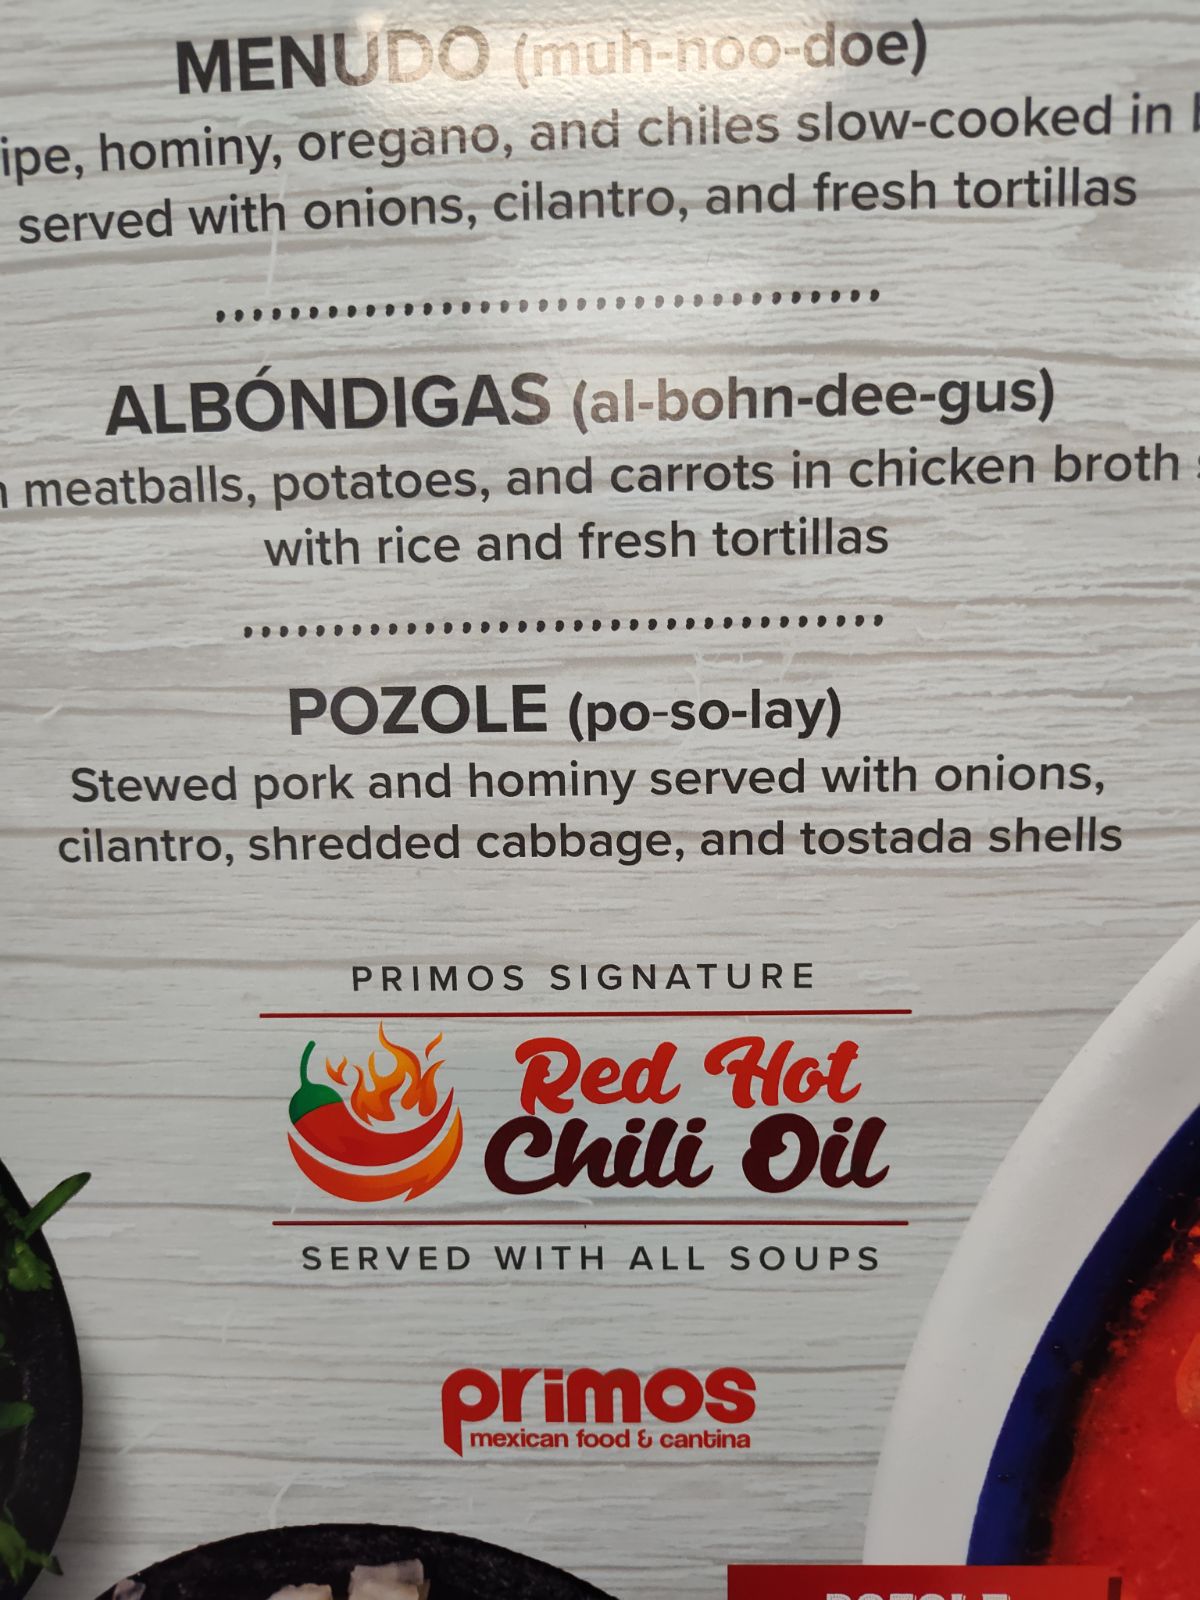 MENUDO (muh-noo-doe)
ipe, hominy, oregano, and chiles slow-cooked in
served with onions, cilantro, and fresh tortillas
ALBÓNDIGAS (al-bohn-dee-gus)
meatballs, potatoes, and carrots in chicken broth
with rice and fresh tortillas
POZOLE (po-so-lay)
Stewed pork and hominy served with onions,
cilantro, shredded cabbage, and tostada shells
PRIMOS SIGNATURE
Red Hot
Chili Oil
SERVED WITH ALL SOUPS
primos
mexican food & cantina
POZOLE